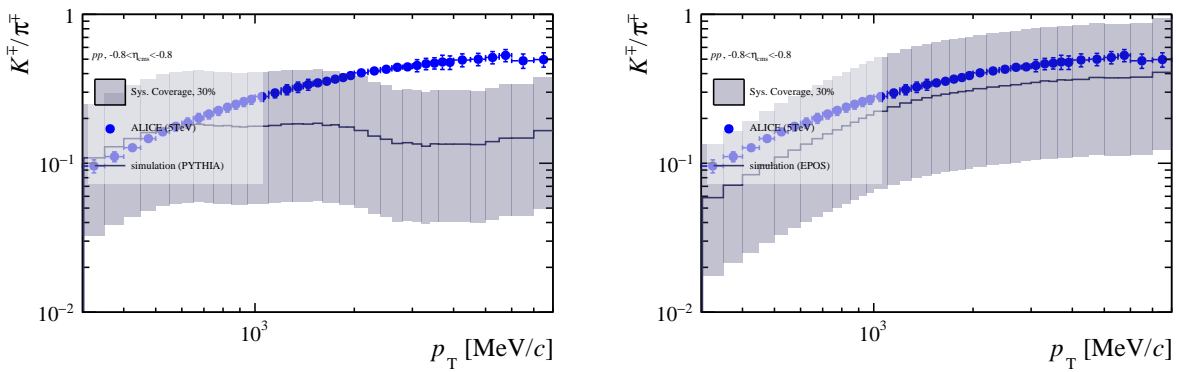 K∓/π∓
1
pp, -0.8<ηcms<-0.8
Sys. Coverage, 30%
ALICE (5TeV)
simulation (PYTHIA)
10⁻¹
10⁻²
10³
pT [MeV/c]
K∓/π∓
1
pp, -0.8<ηcms<-0.8
Sys. Coverage, 30%
ALICE (5TeV)
simulation (EPOS)
10⁻¹
10⁻²
10³
pT [MeV/c]